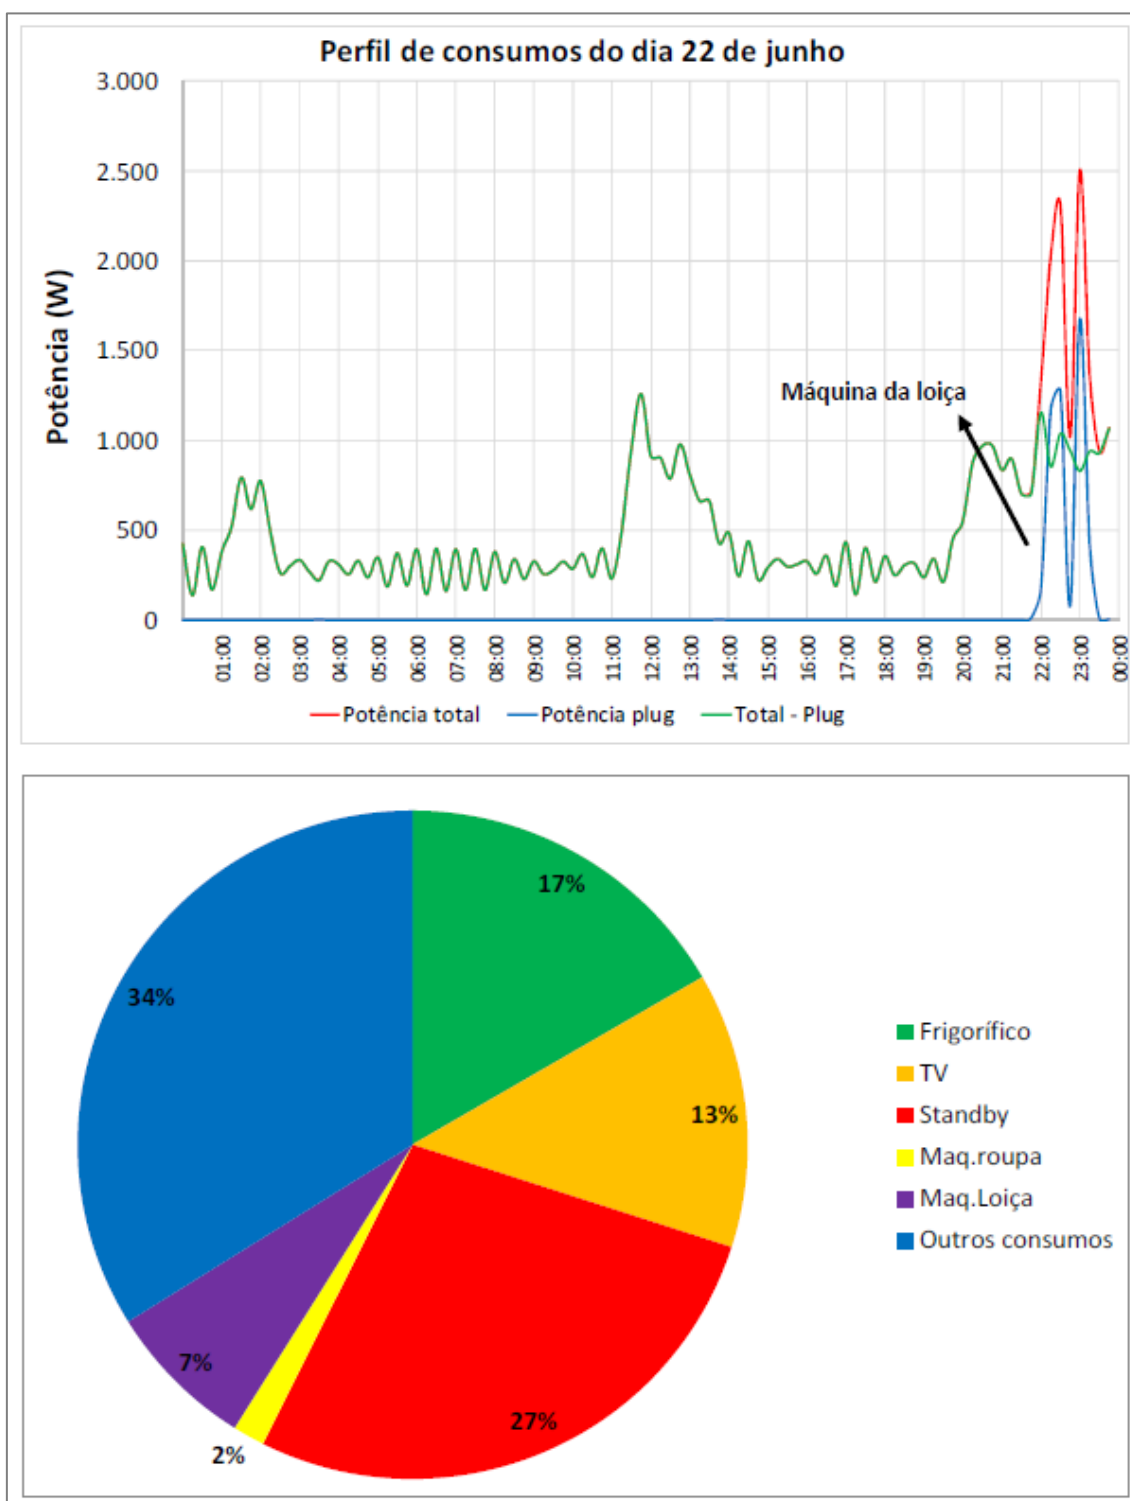 Perfil de consumos do dia 22 de junho
Potência (W)
3.000
2.500
2.000
1.500
1.000
500
0
Máquina da loiça
01:00 02:00 03:00 04:00 05:00 06:00 07:00 08:00 09:00 10:00 11:00 12:00 13:00 14:00 15:00 16:00 17:00 18:00 19:00 20:00 21:00 22:00 23:00 00:00
Potência total Potência plug Total - Plug
17%
34%
13%
7%
27%
2%
Frigorífico
TV
Standby
Maq.roupa
Maq.Loiça
Outros consumos